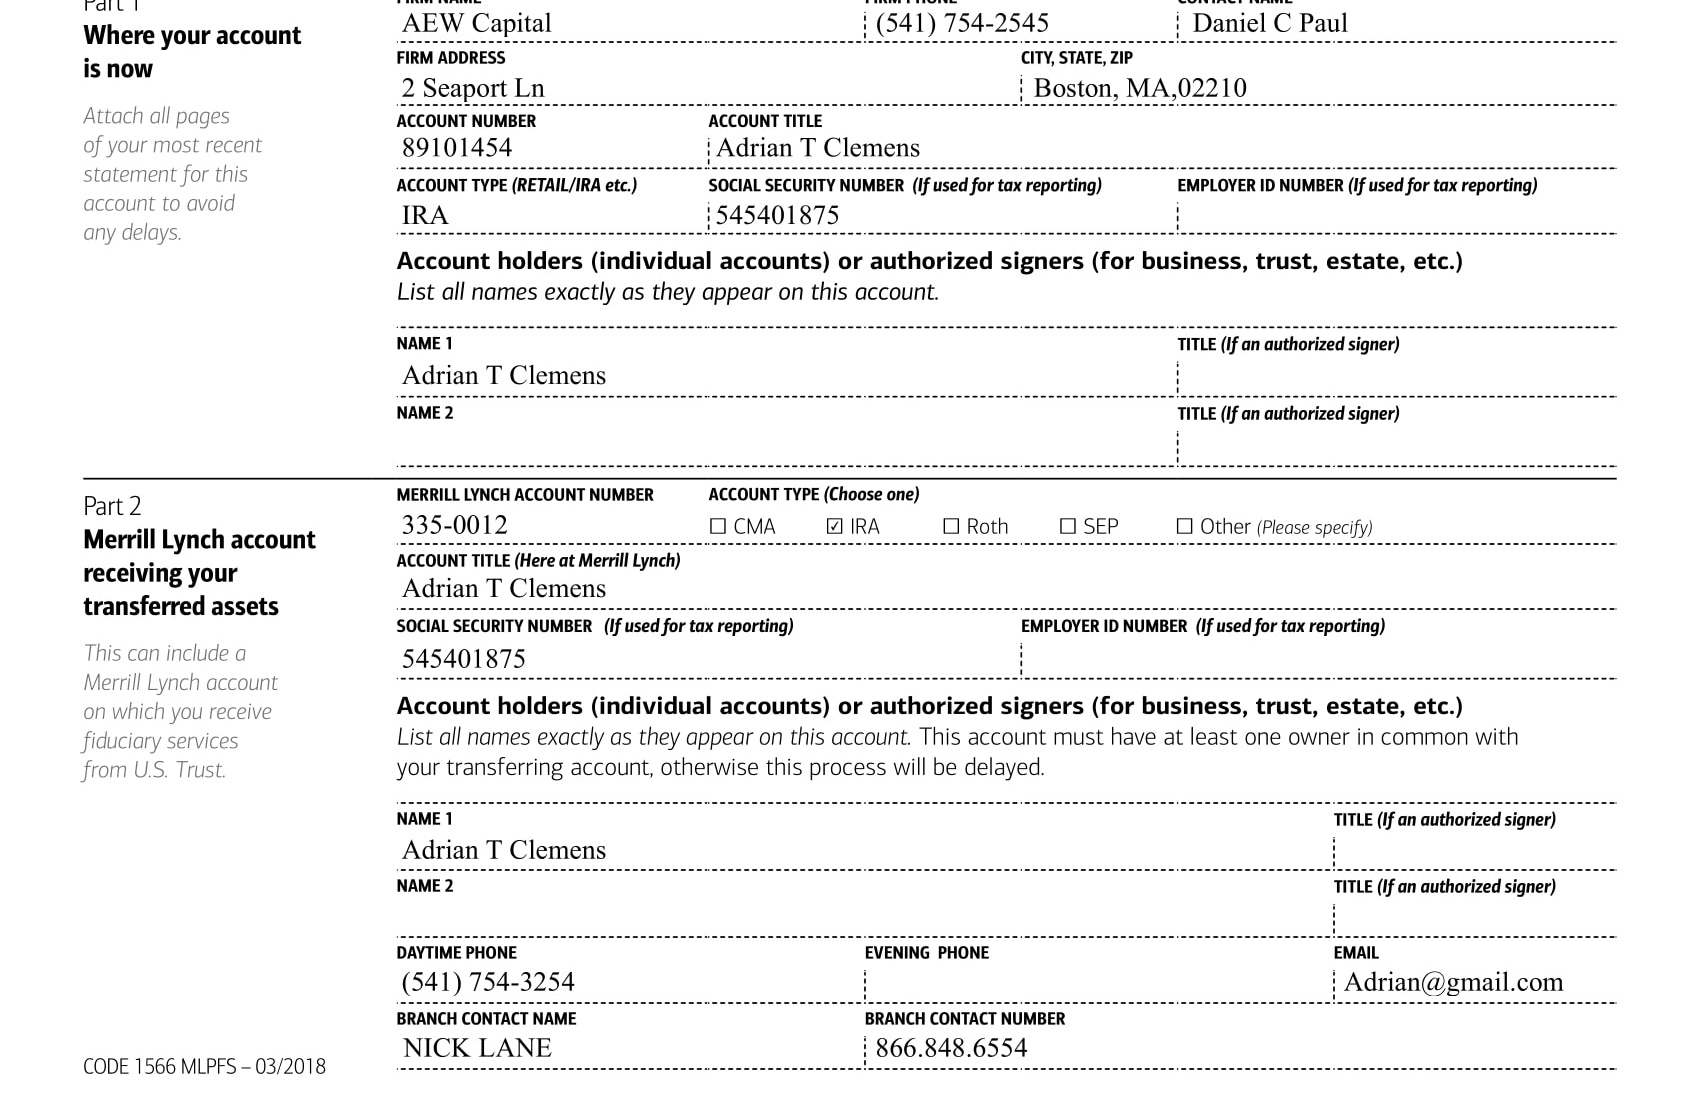 Part 1
Where your account
is now
Attach all pages
of your most recent
statement for this
account to avoid
any delays.
FIRM NAME FIRM PHONE CONTACT NAME
AEW Capital (541) 754-2545 Daniel C Paul
FIRM ADDRESS CITY, STATE, ZIP
2 Seaport Ln Boston, MA,02210
ACCOUNT NUMBER ACCOUNT TITLE
89101454 Adrian T Clemens
ACCOUNT TYPE (RETAIL/IRA etc.) SOCIAL SECURITY NUMBER (If used for tax reporting) EMPLOYER ID NUMBER (If used for tax reporting)
IRA 545401875
Account holders (individual accounts) or authorized signers (for business, trust, estate, etc.)
List all names exactly as they appear on this account.
NAME 1 TITLE (If an authorized signer)
Adrian T Clemens
NAME 2 TITLE (If an authorized signer)
Part 2
Merrill Lynch account
receiving your
transferred assets
This can include a
Merrill Lynch account
on which you receive
fiduciary services
from U.S. Trust.
MERRILL LYNCH ACCOUNT NUMBER ACCOUNT TYPE (Choose one)
335-0012 ☐ CMA ☑ IRA ☐ Roth ☐ SEP ☐ Other (Please specify)
ACCOUNT TITLE (Here at Merrill Lynch)
Adrian T Clemens
SOCIAL SECURITY NUMBER (If used for tax reporting) EMPLOYER ID NUMBER (If used for tax reporting)
545401875
Account holders (individual accounts) or authorized signers (for business, trust, estate, etc.)
List all names exactly as they appear on this account. This account must have at least one owner in common with
your transferring account, otherwise this process will be delayed.
NAME 1 TITLE (If an authorized signer)
Adrian T Clemens
NAME 2 TITLE (If an authorized signer)
DAYTIME PHONE EVENING PHONE EMAIL
(541) 754-3254 Adrian@gmail.com
BRANCH CONTACT NAME BRANCH CONTACT NUMBER
NICK LANE 866.848.6554
CODE 1566 MLPFS – 03/2018